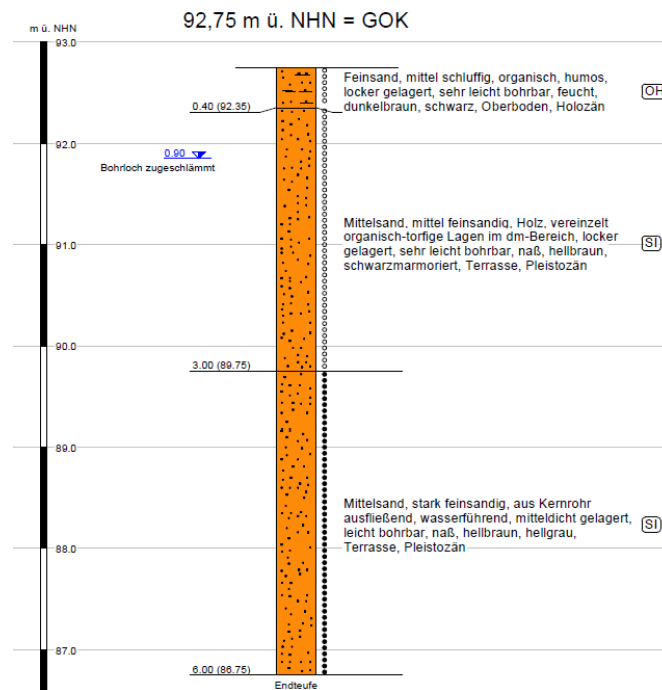 92,75 m ü. NHN = GOK
m ü. NHN
93.0
Feinsand, mittel schluffig, organisch, humos,
locker gelagert, sehr leicht bohrbar, feucht,
dunkelbraun, schwarz, Oberboden, Holozän
OH
0.40 (92.35)
92.0
0.90
Bohrloch zugeschlämmt
Mittelsand, mittel feinsandig, Holz, vereinzelt
organisch-torfige Lagen im dm-Bereich, locker
gelagert, sehr leicht bohrbar, naß, hellbraun,
schwarzmarmoriert, Terrasse, Pleistozän
SI
91.0
90.0
3.00 (89.75)
89.0
Mittelsand, stark feinsandig, aus Kernrohr
ausfließend, wasserführend, mitteldicht gelagert,
leicht bohrbar, naß, hellbraun, hellgrau,
Terrasse, Pleistozän
SI
88.0
87.0
6.00 (86.75)
Endteufe